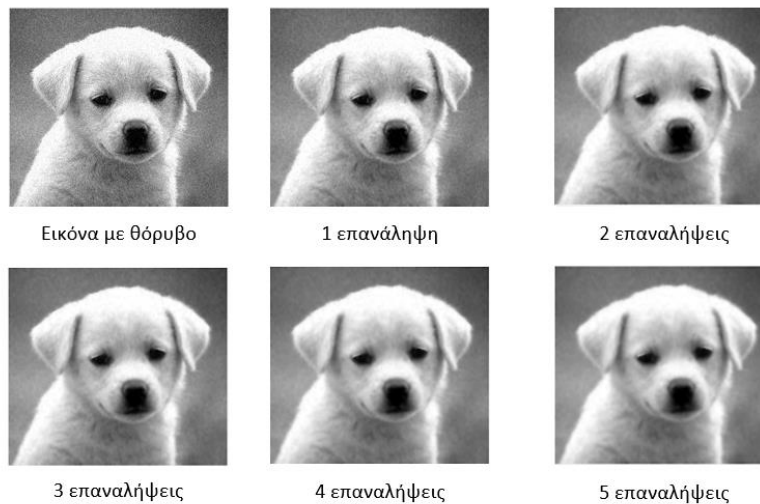 Εικόνα με θόρυβο
1 επανάληψη
2 επαναλήψεις
3 επαναλήψεις
4 επαναλήψεις
5 επαναλήψεις